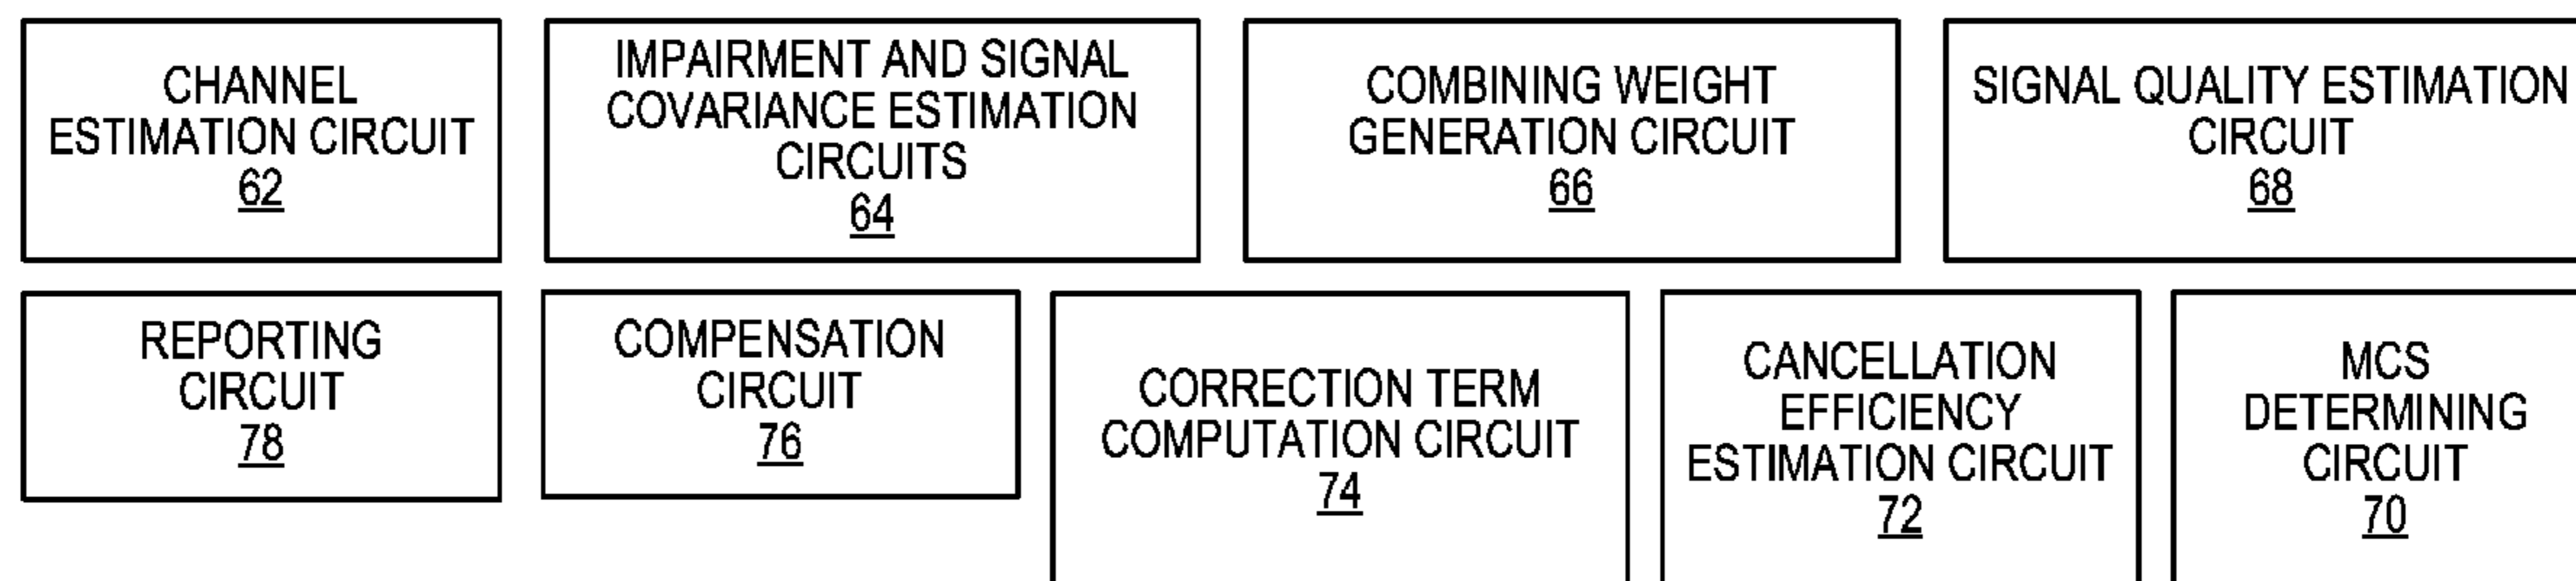 CHANNEL
ESTIMATION CIRCUIT
62
IMPAIRMENT AND SIGNAL
COVARIANCE ESTIMATION
CIRCUITS
64
COMBINING WEIGHT
GENERATION CIRCUIT
66
SIGNAL QUALITY ESTIMATION
CIRCUIT
68
REPORTING
CIRCUIT
78
COMPENSATION
CIRCUIT
76
CORRECTION TERM
COMPUTATION CIRCUIT
74
CANCELLATION
EFFICIENCY
ESTIMATION CIRCUIT
72
MCS
DETERMINING
CIRCUIT
70